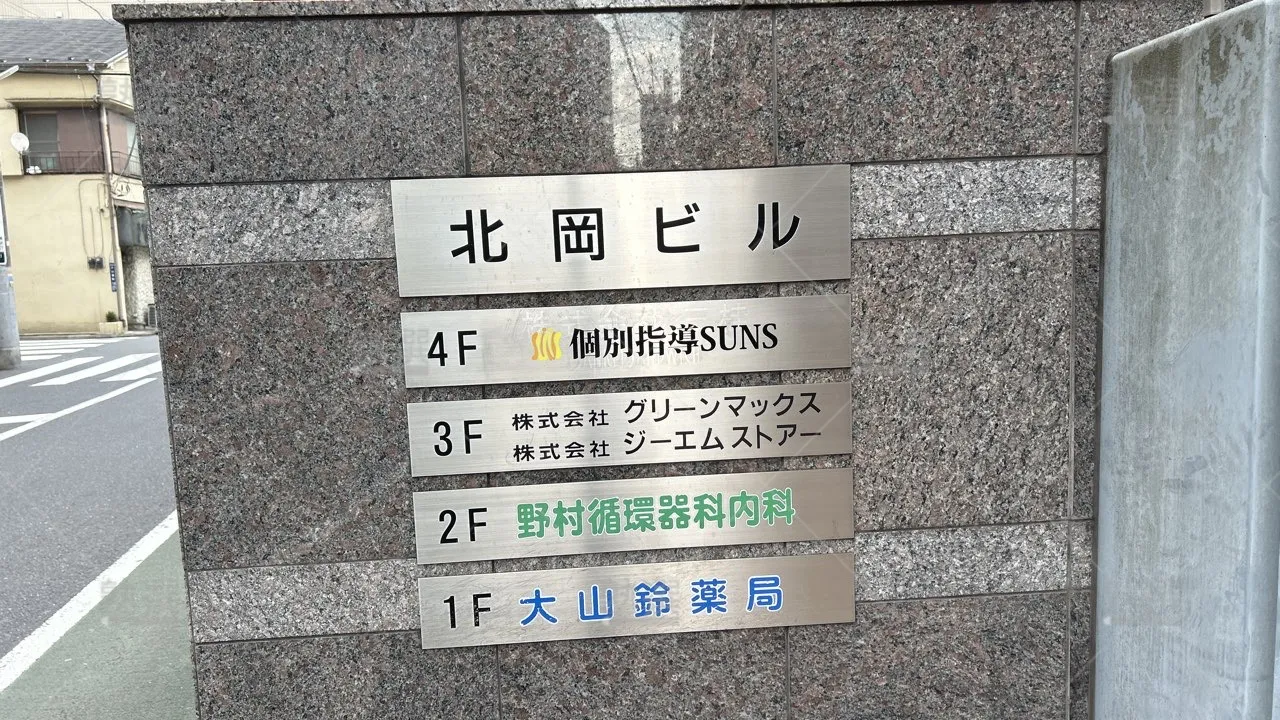 北岡ビル
4F 個別指導SUNS
3F 株式会社 グリーンマックス
株式会社 ジーエムストアー
2F 野村循環器科内科
1F 大山鈴薬局